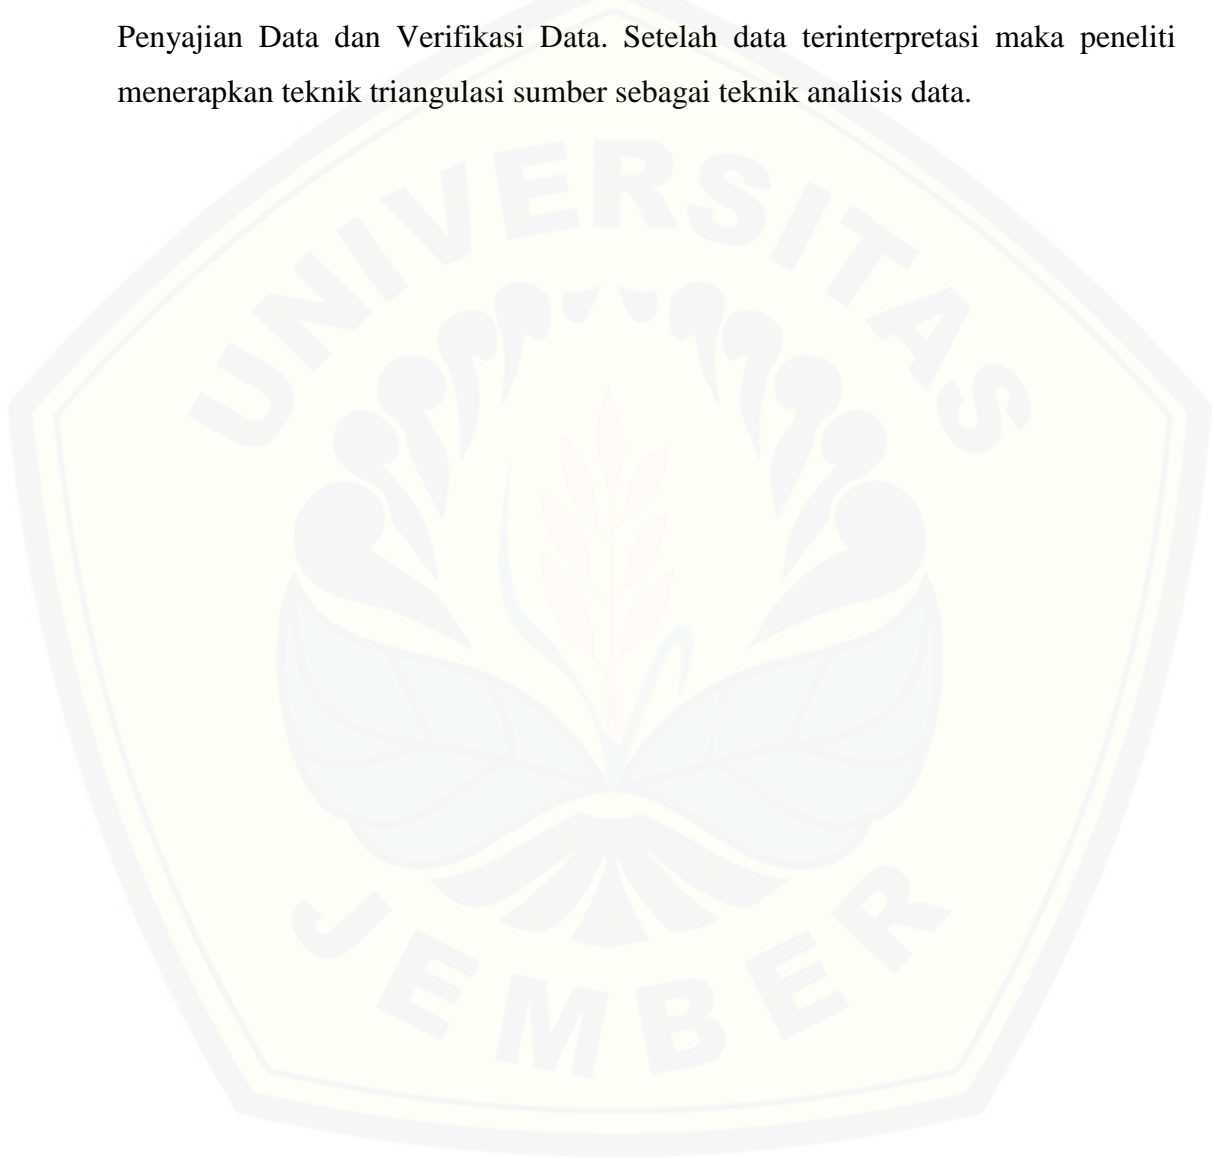 Penyajian Data dan Verifikasi Data. Setelah data terinterpretasi maka peneliti
menerapkan teknik triangulasi sumber sebagai teknik analisis data.
UNIVERSITAS
JEMBER